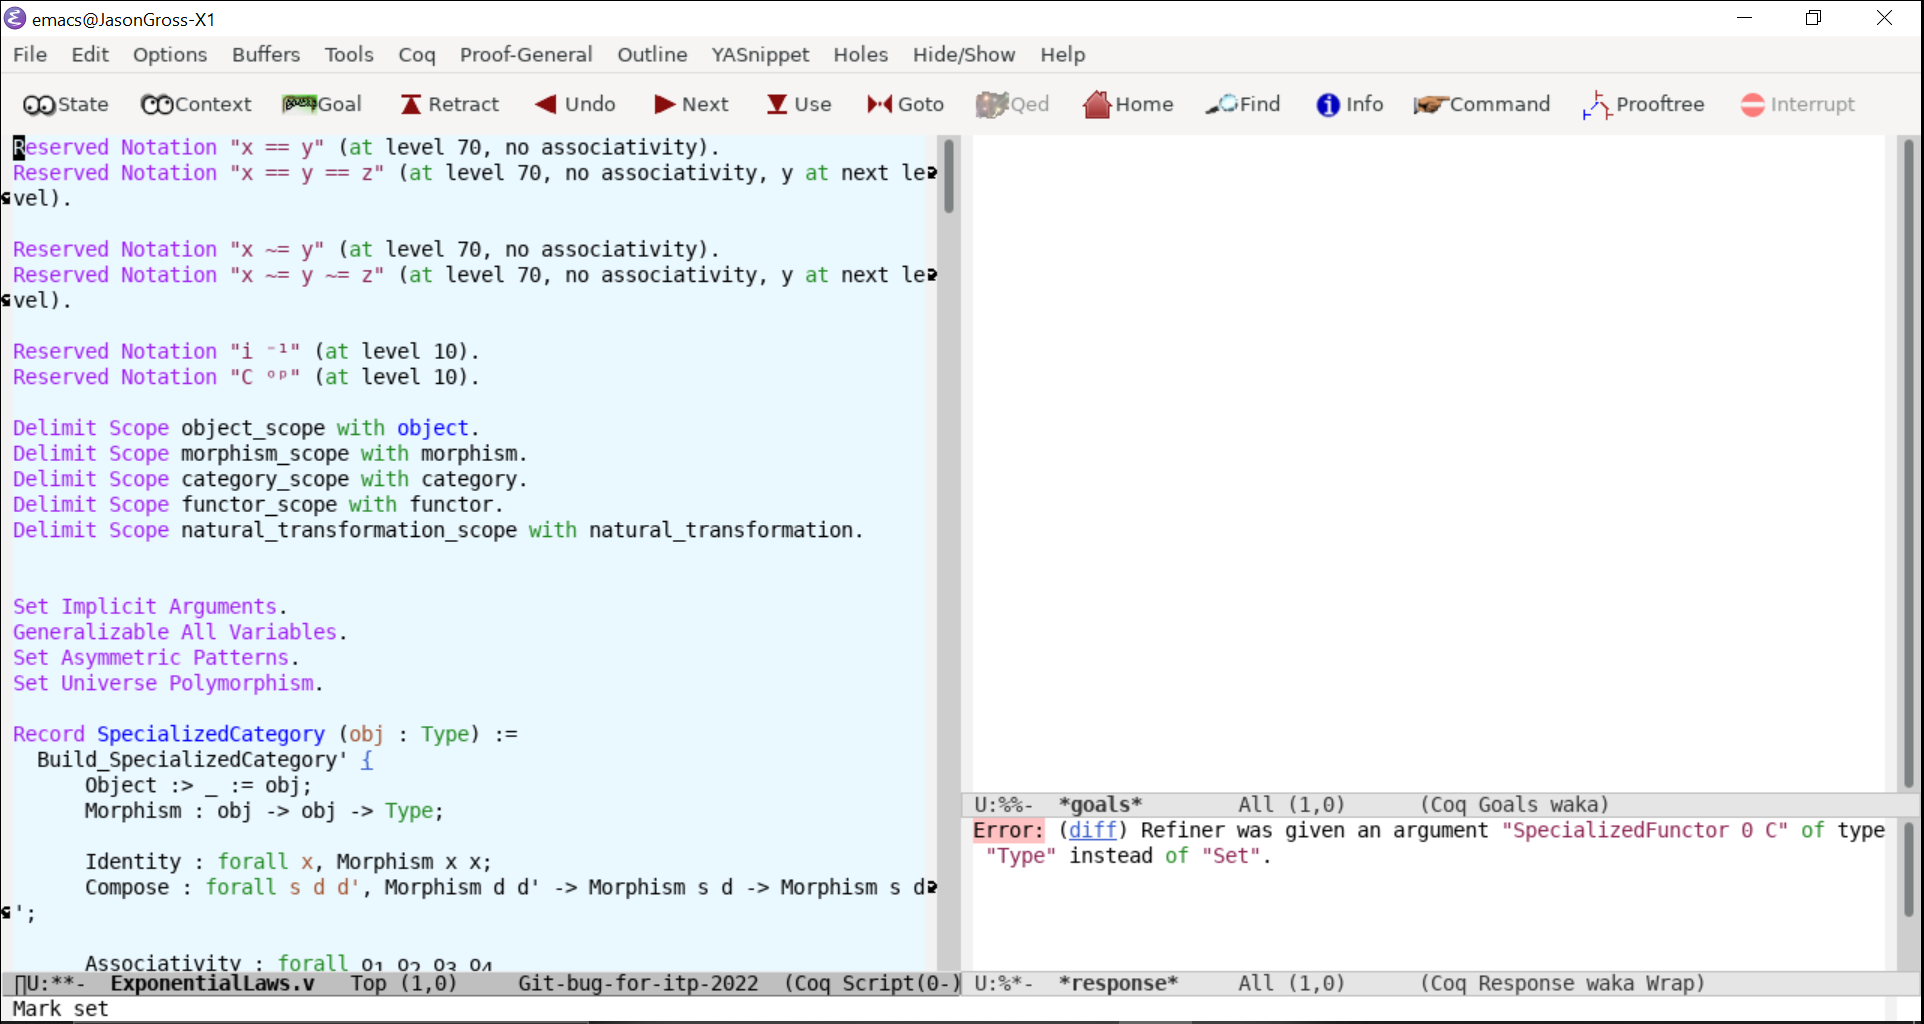 emacs@JasonGross-X1
File Edit Options Buffers Tools Coq Proof-General Outline YASnippet Holes Hide/Show Help
State Context Goal Retract Undo Next Use Goto Qed Home Find Info Command Prooftree Interrupt
Reserved Notation "x == y" (at level 70, no associativity).
Reserved Notation "x == y == z" (at level 70, no associativity, y at next le
vel).
Reserved Notation "x ~= y" (at level 70, no associativity).
Reserved Notation "x ~= y ~= z" (at level 70, no associativity, y at next le
vel).
Reserved Notation "i ⁻¹" (at level 10).
Reserved Notation "C ᵒᵖ" (at level 10).
Delimit Scope object_scope with object.
Delimit Scope morphism_scope with morphism.
Delimit Scope category_scope with category.
Delimit Scope functor_scope with functor.
Delimit Scope natural_transformation_scope with natural_transformation.
Set Implicit Arguments.
Generalizable All Variables.
Set Asymmetric Patterns.
Set Universe Polymorphism.
Record SpecializedCategory (obj : Type) :=
  Build_SpecializedCategory' {
      Object :> _ := obj;
      Morphism : obj -> obj -> Type;
      Identity : forall x, Morphism x x;
      Compose : forall s d d', Morphism d d' -> Morphism s d -> Morphism s d
';
      Associativity : forall o₁ o₂ o₃ o₄
U:**-  ExponentialLaws.v   Top (1,0)     Git-bug-for-itp-2022  (Coq Script(0-)
U:%%-  *goals*        All (1,0)      (Coq Goals waka)
Error: (diff) Refiner was given an argument "SpecializedFunctor 0 C" of type
 "Type" instead of "Set".
U:%*-  *response*     All (1,0)      (Coq Response waka Wrap)
Mark set